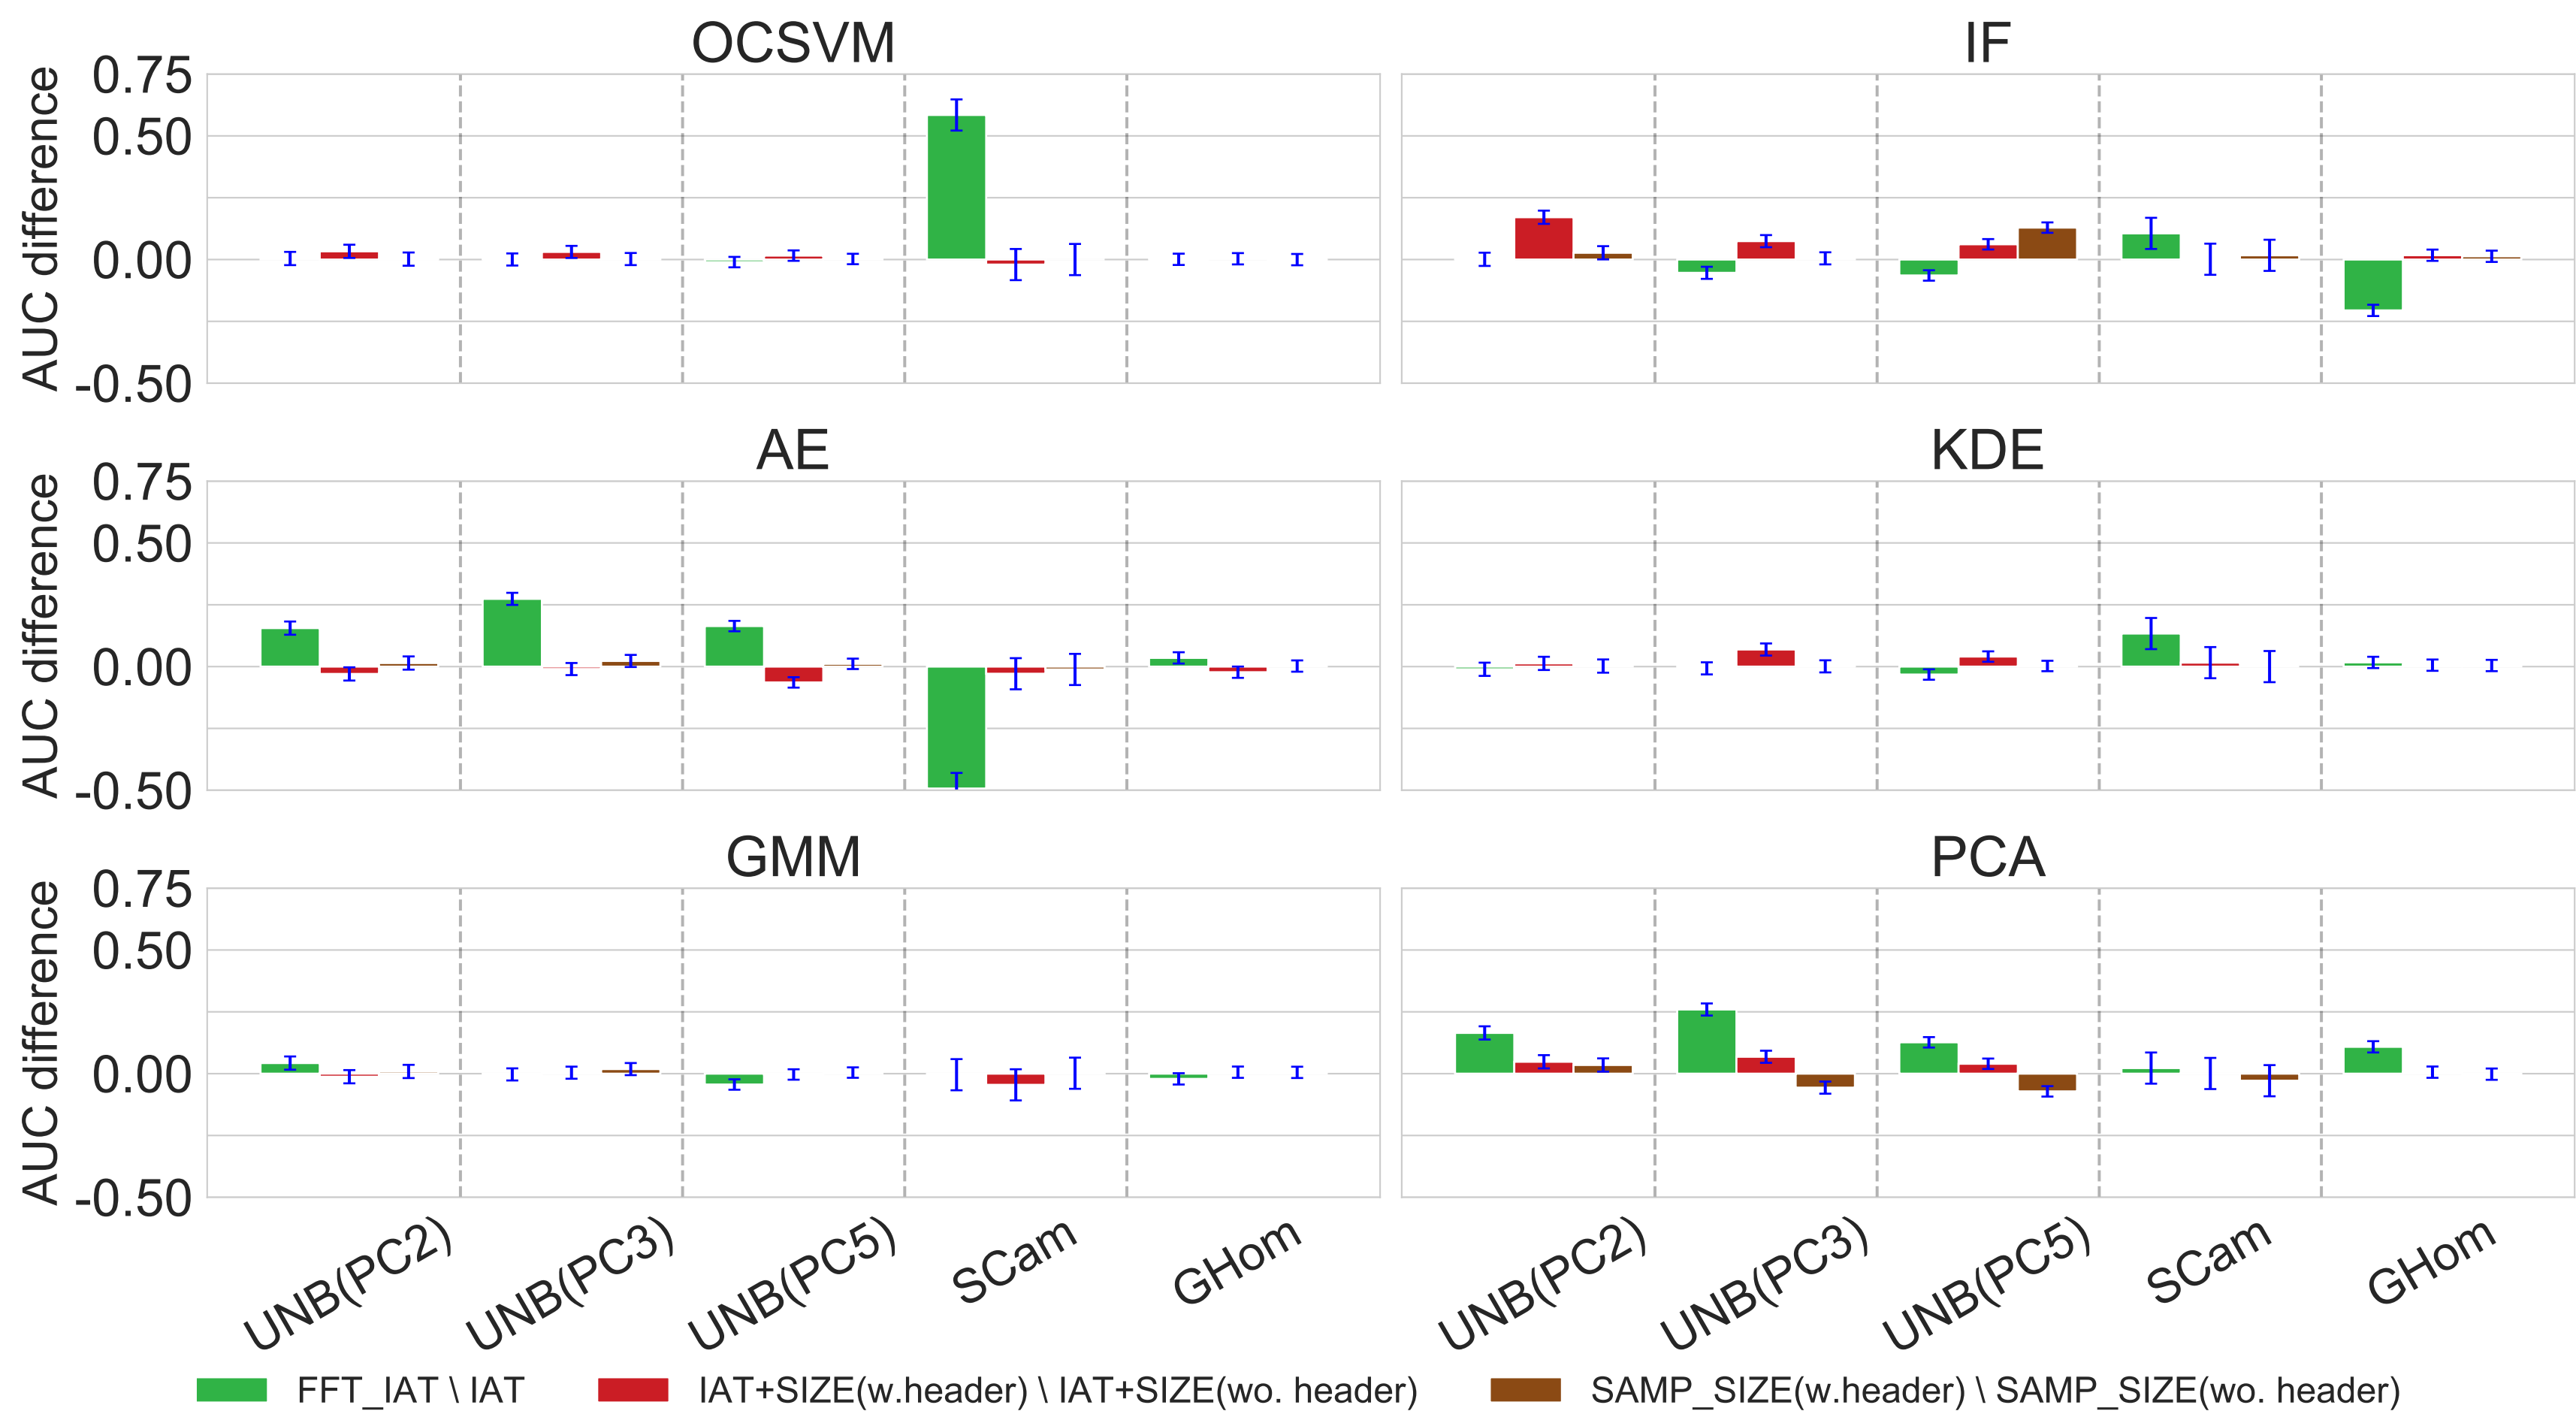 OCSVM
IF
AUC difference
0.75
0.50
0.00
-0.50
AE
KDE
AUC difference
0.75
0.50
0.00
-0.50
GMM
PCA
AUC difference
0.75
0.50
0.00
-0.50
UNB(PC2)
UNB(PC3)
UNB(PC5)
SCam
GHom
UNB(PC2)
UNB(PC3)
UNB(PC5)
SCam
GHom
FFT_IAT \ IAT
IAT+SIZE(w.header) \ IAT+SIZE(wo. header)
SAMP_SIZE(w.header) \ SAMP_SIZE(wo. header)